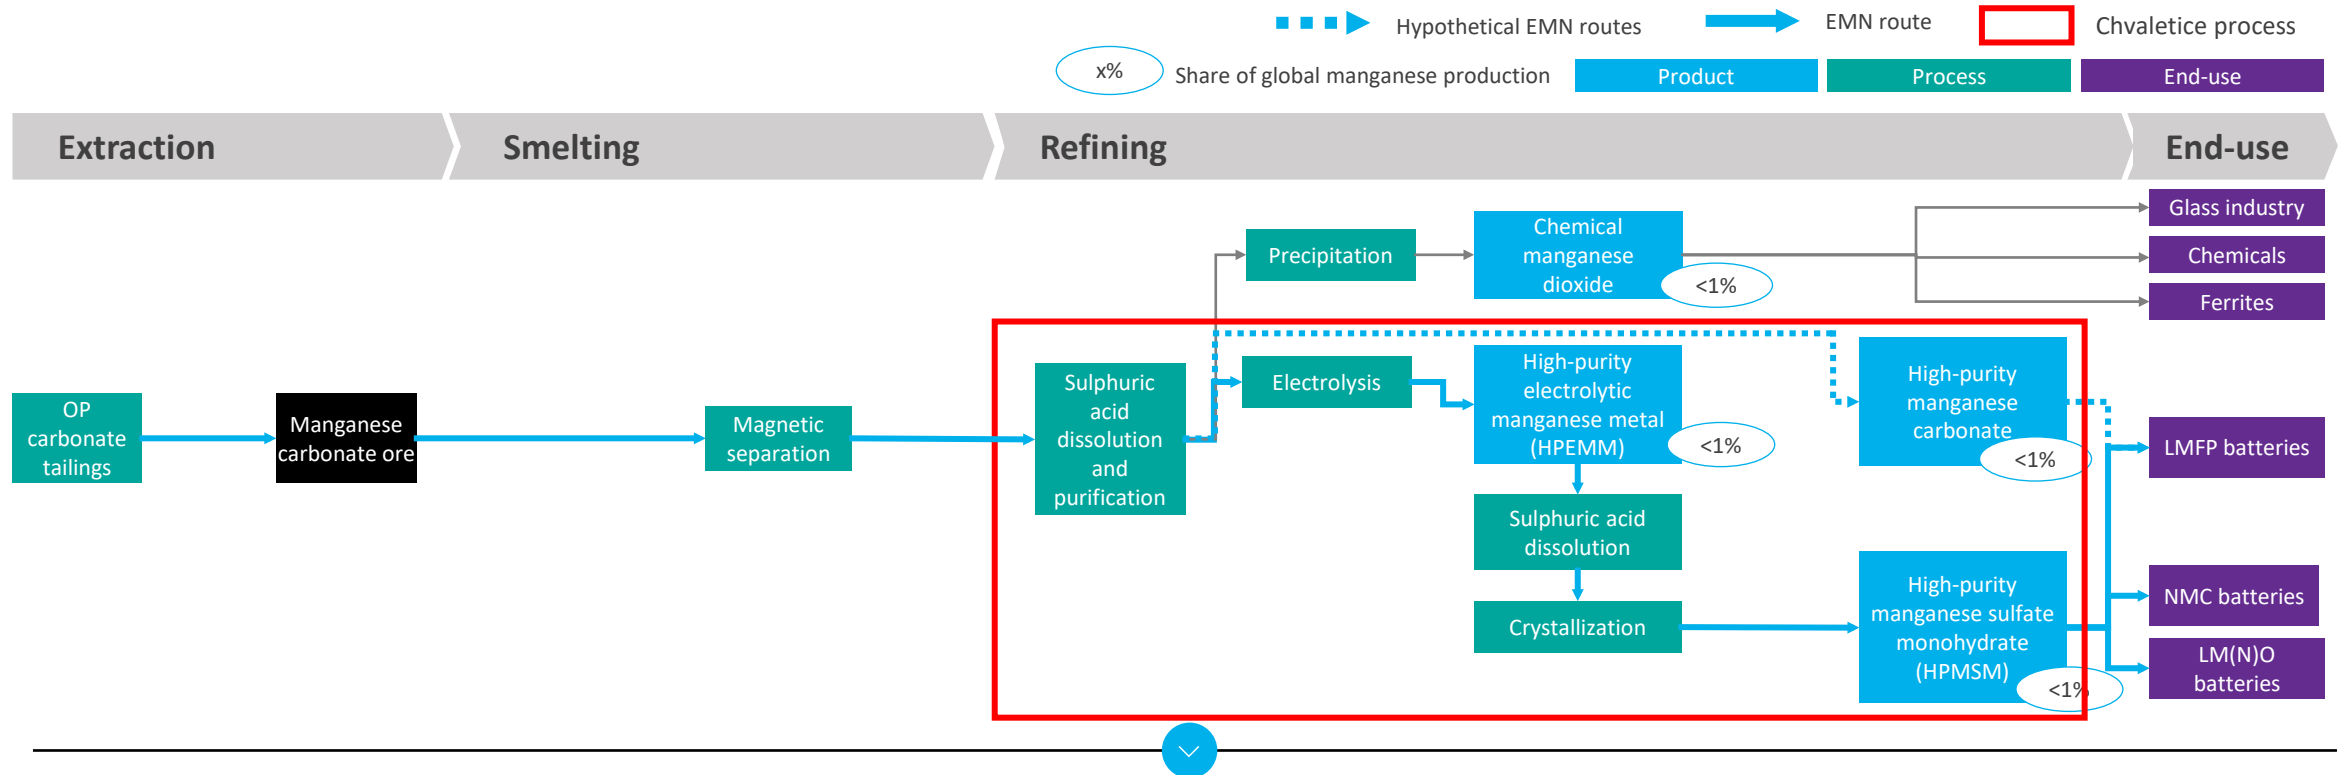 Hypothetical EMN routes
EMN route
Chvaletice process
x%
Share of global manganese production
Product
Process
End-use
Extraction
Smelting
Refining
End-use
OP
carbonate
tailings
Manganese
carbonate ore
Magnetic
separation
Sulphuric
acid
dissolution
and
purification
Precipitation
Chemical
manganese
dioxide
<1%
Electrolysis
High-purity
electrolytic
manganese metal
(HPEMM)
<1%
Sulphuric acid
dissolution
Crystallization
High-purity
manganese
carbonate
<1%
High-purity
manganese sulfate
monohydrate
(HPMSM)
<1%
Glass industry
Chemicals
Ferrites
LMFP batteries
NMC batteries
LM(N)O
batteries